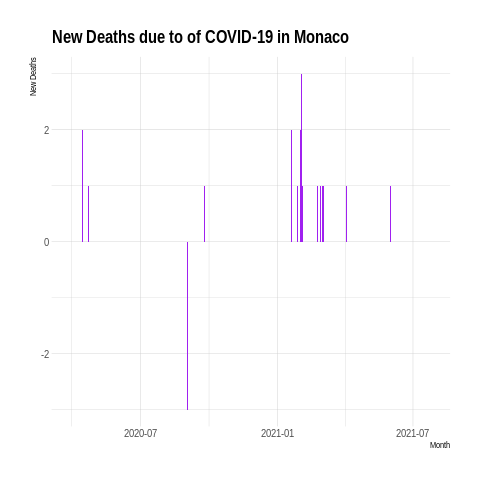 New Deaths due to of COVID-19 in Monaco
New Deaths
2
0
-2
2020-07
2021-01
2021-07
Month